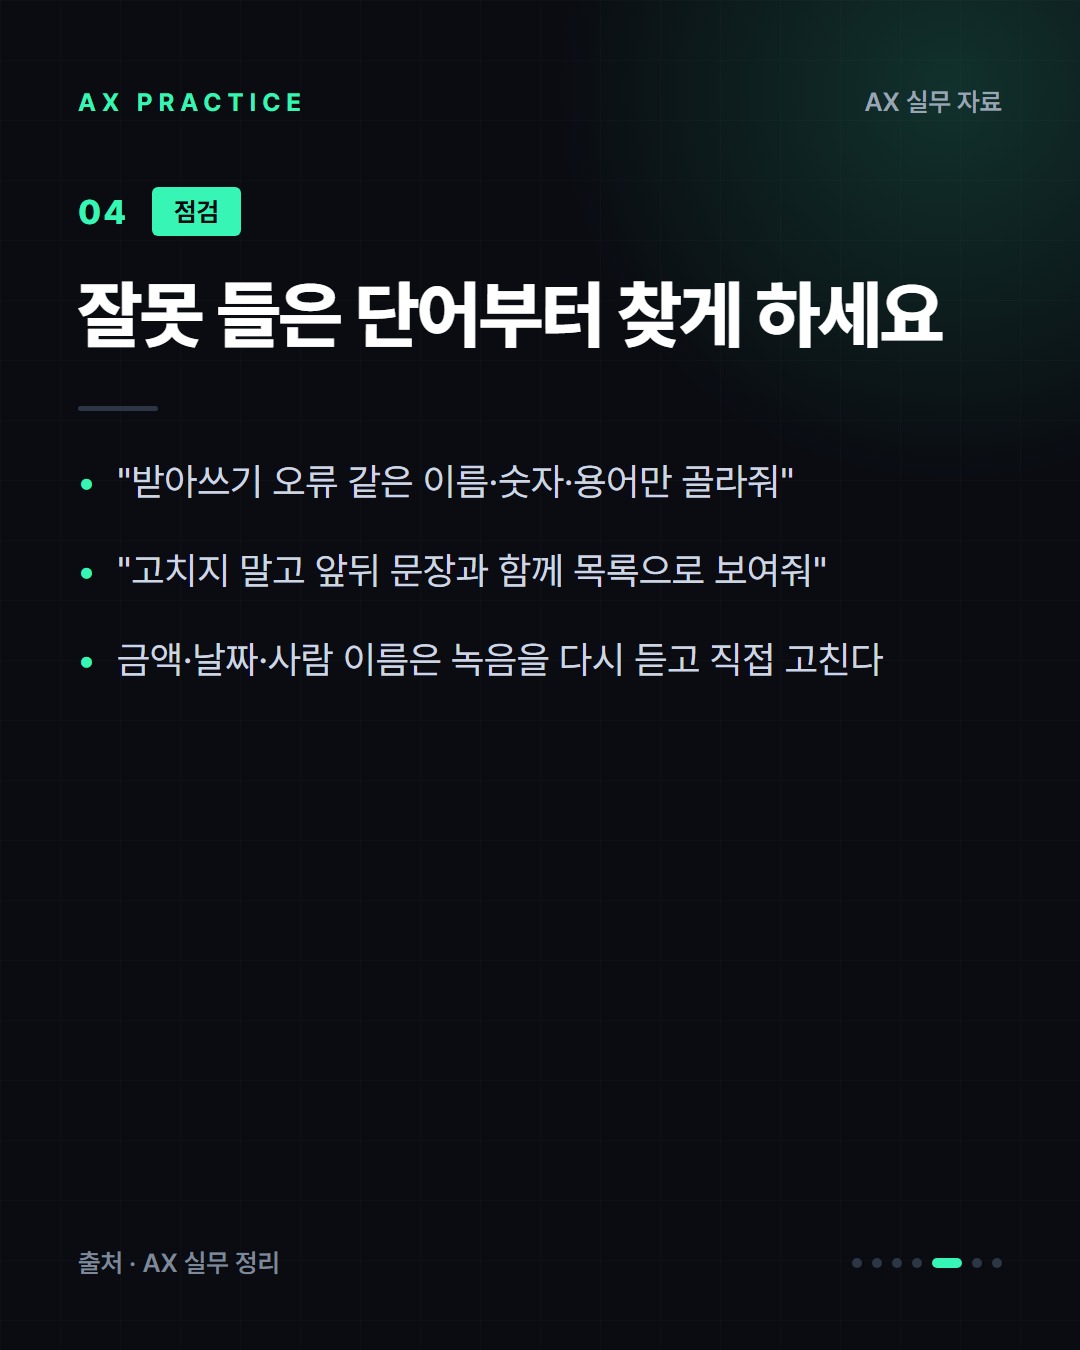 AX PRACTICE
AX 실무 자료
04
점검
잘못 들은 단어부터 찾게 하세요
• "받아쓰기 오류 같은 이름·숫자·용어만 골라줘"
• "고치지 말고 앞뒤 문장과 함께 목록으로 보여줘"
• 금액·날짜·사람 이름은 녹음을 다시 듣고 직접 고친다
출처 · AX 실무 정리